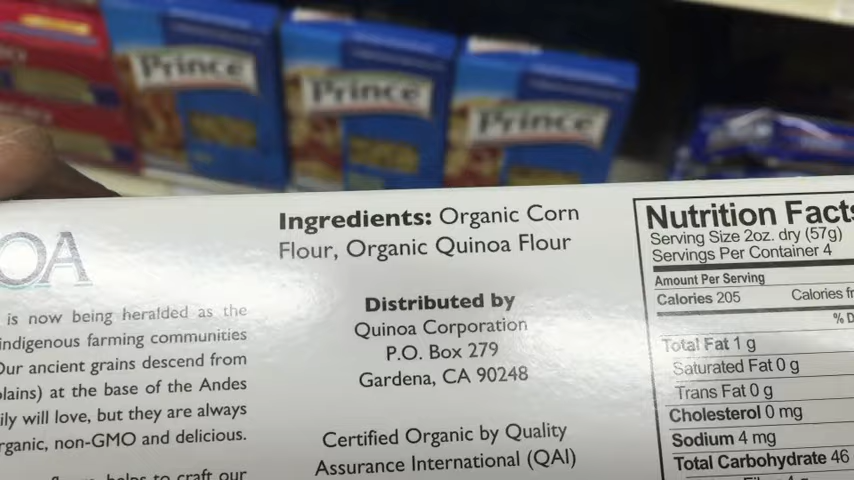 Prince
Prince
Prince
OA
is now being heralded as the
indigenous farming communities
Our ancient grains descend from
plains) at the base of the Andes
ily will love, but they are always
rganic, non-GMO and delicious.
helps to craft our
Ingredients: Organic Corn
Flour, Organic Quinoa Flour
Distributed by
Quinoa Corporation
P.O. Box 279
Gardena, CA 90248
Certified Organic by Quality
Assurance International (QAI)
Nutrition Facts
Serving Size 2oz. dry (57g)
Servings Per Container 4
Amount Per Serving
Calories 205 Calories fr
% D
Total Fat 1 g
Saturated Fat 0 g
Trans Fat 0 g
Cholesterol 0 mg
Sodium 4 mg
Total Carbohydrate 46